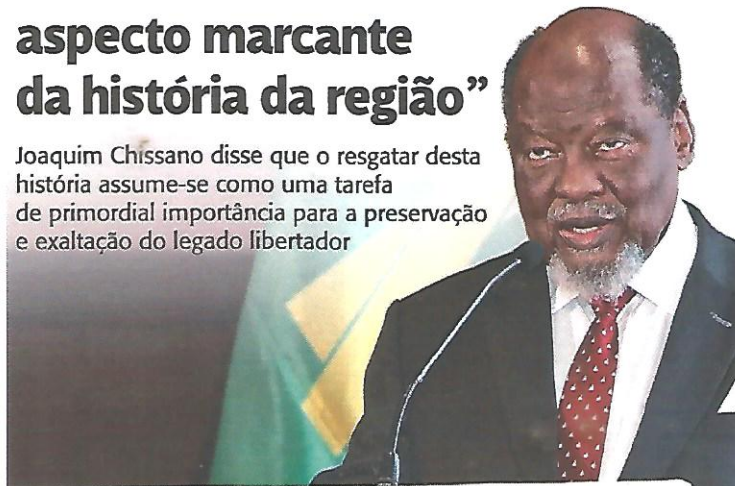 aspecto marcante
da história da região”
Joaquim Chissano disse que o resgatar desta
história assume-se como uma tarefa
de primordial importância para a preservação
e exaltação do legado libertador